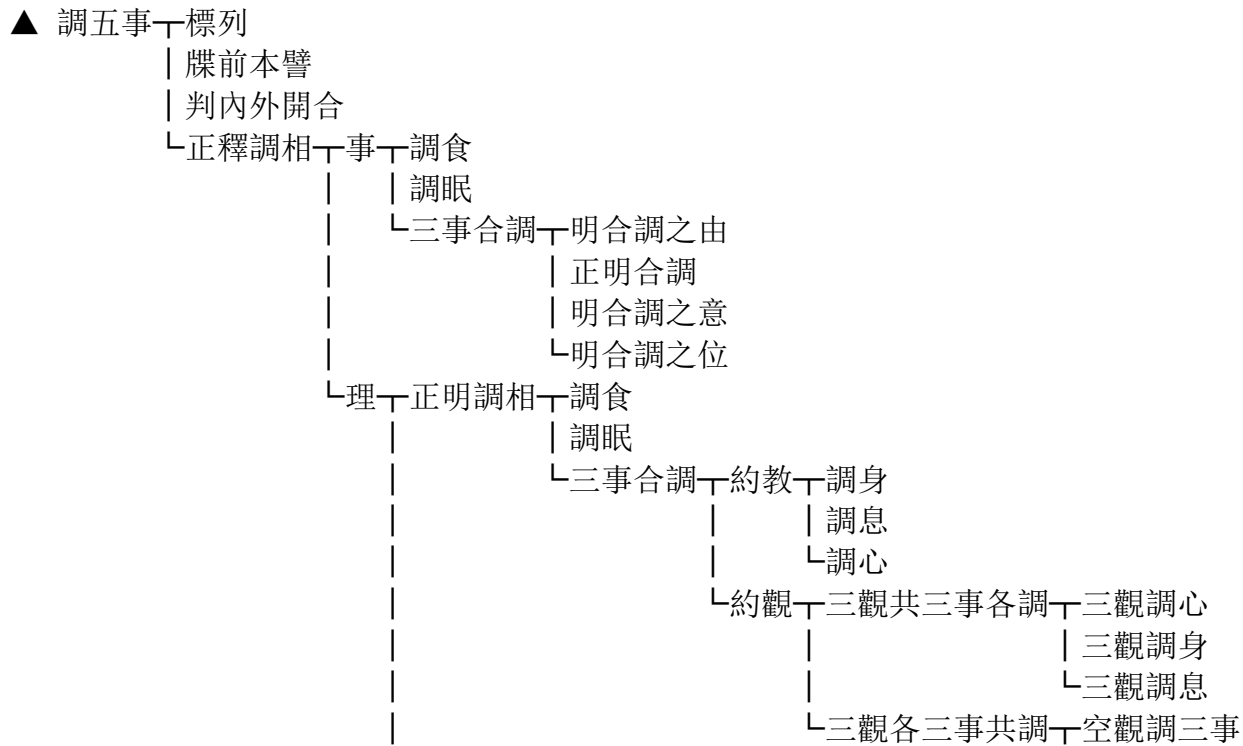 ▲ 調五事┬標列
│牒前本譬
│判內外開合
└正釋調相┬事┬調食
│ │調眠
│ └三事合調┬明合調之由
│ │正明合調
│ │明合調之意
│ └明合調之位
└理┬正明調相┬調食
│ │調眠
│ └三事合調┬約教┬調身
│ │ │調息
│ │ └調心
│ └約觀┬三觀共三事各調┬三觀調心
│ │ │三觀調身
│ │ └三觀調息
│ └三觀各三事共調┬空觀調三事